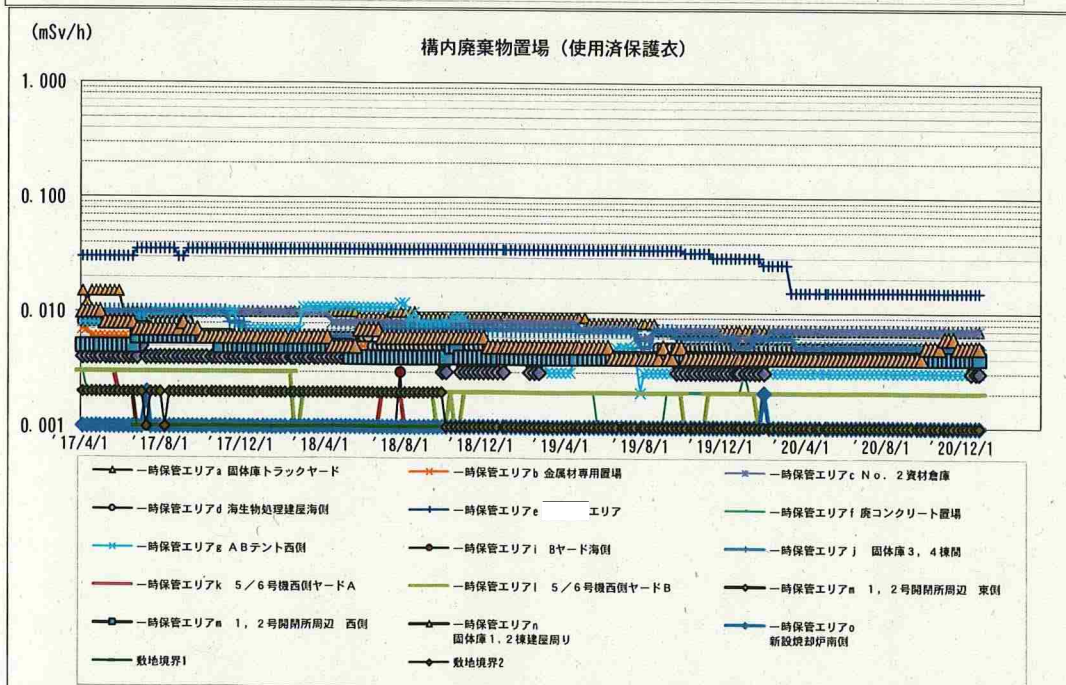 (mSv/h)
構内廃棄物置場（使用済保護衣）
1.000
0.100
0.010
0.001
'17/4/1 '17/8/1 '17/12/1 '18/4/1 '18/8/1 '18/12/1 '19/4/1 '19/8/1 '19/12/1 '20/4/1 '20/8/1 '20/12/1
一時保管エリアa 固体庫トラックヤード
一時保管エリアb 金属材専用置場
一時保管エリアc No. 2資材倉庫
一時保管エリアd 海生物処理建屋海側
一時保管エリアe エリア
一時保管エリアf 廃コンクリート置場
一時保管エリアg ABテント西側
一時保管エリアi Bヤード海側
一時保管エリアj 固体庫3, 4棟間
一時保管エリアk 5／6号機西側ヤードA
一時保管エリアl 5／6号機西側ヤードB
一時保管エリアm 1, 2号開閉所周辺 東側
一時保管エリアm 1, 2号開閉所周辺 西側
一時保管エリアn
固体庫1, 2棟建屋周り
一時保管エリアo
新設焼却炉南側
敷地境界1
敷地境界2